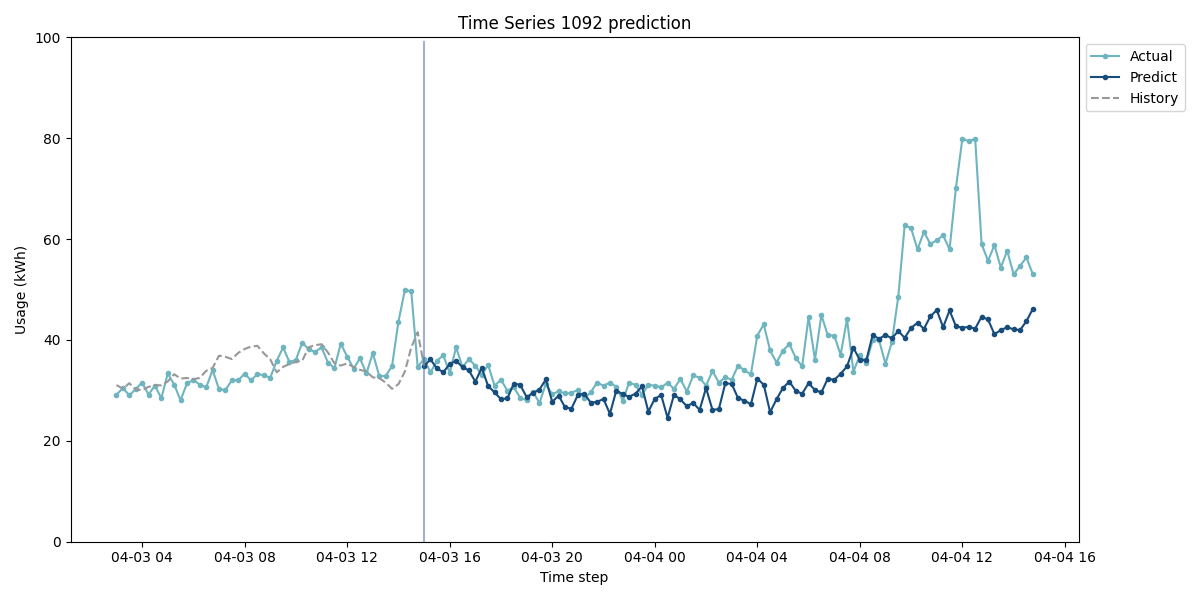 Time Series 1092 prediction
100
80
60
40
20
0
Usage (kWh)
04-03 04
04-03 08
04-03 12
04-03 16
04-03 20
04-04 00
04-04 04
04-04 08
04-04 12
04-04 16
Time step
Actual
Predict
History